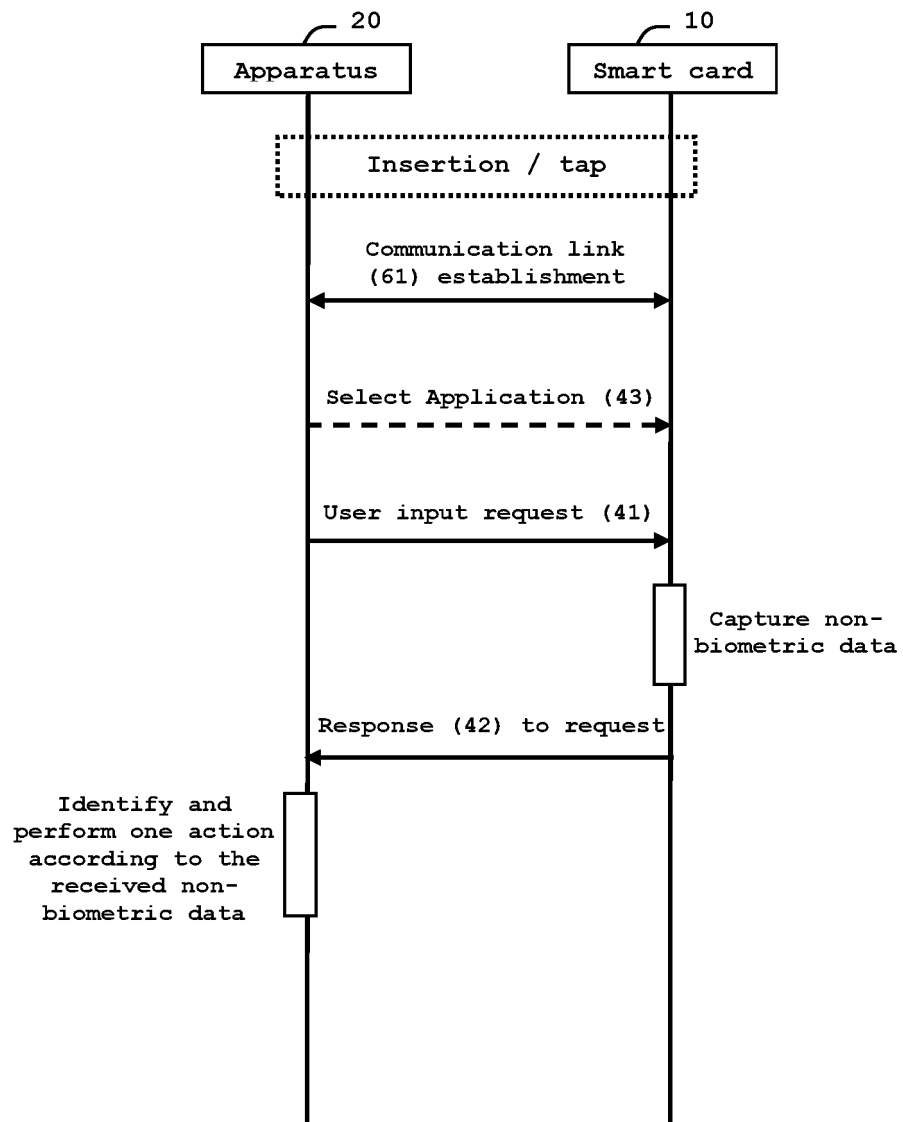 20
10
Apparatus
Smart card
Insertion / tap
Communication link
(61) establishment
Select Application (43)
User input request (41)
Capture non-
biometric data
Response (42) to request
Identify and
perform one action
according to the
received non-
biometric data